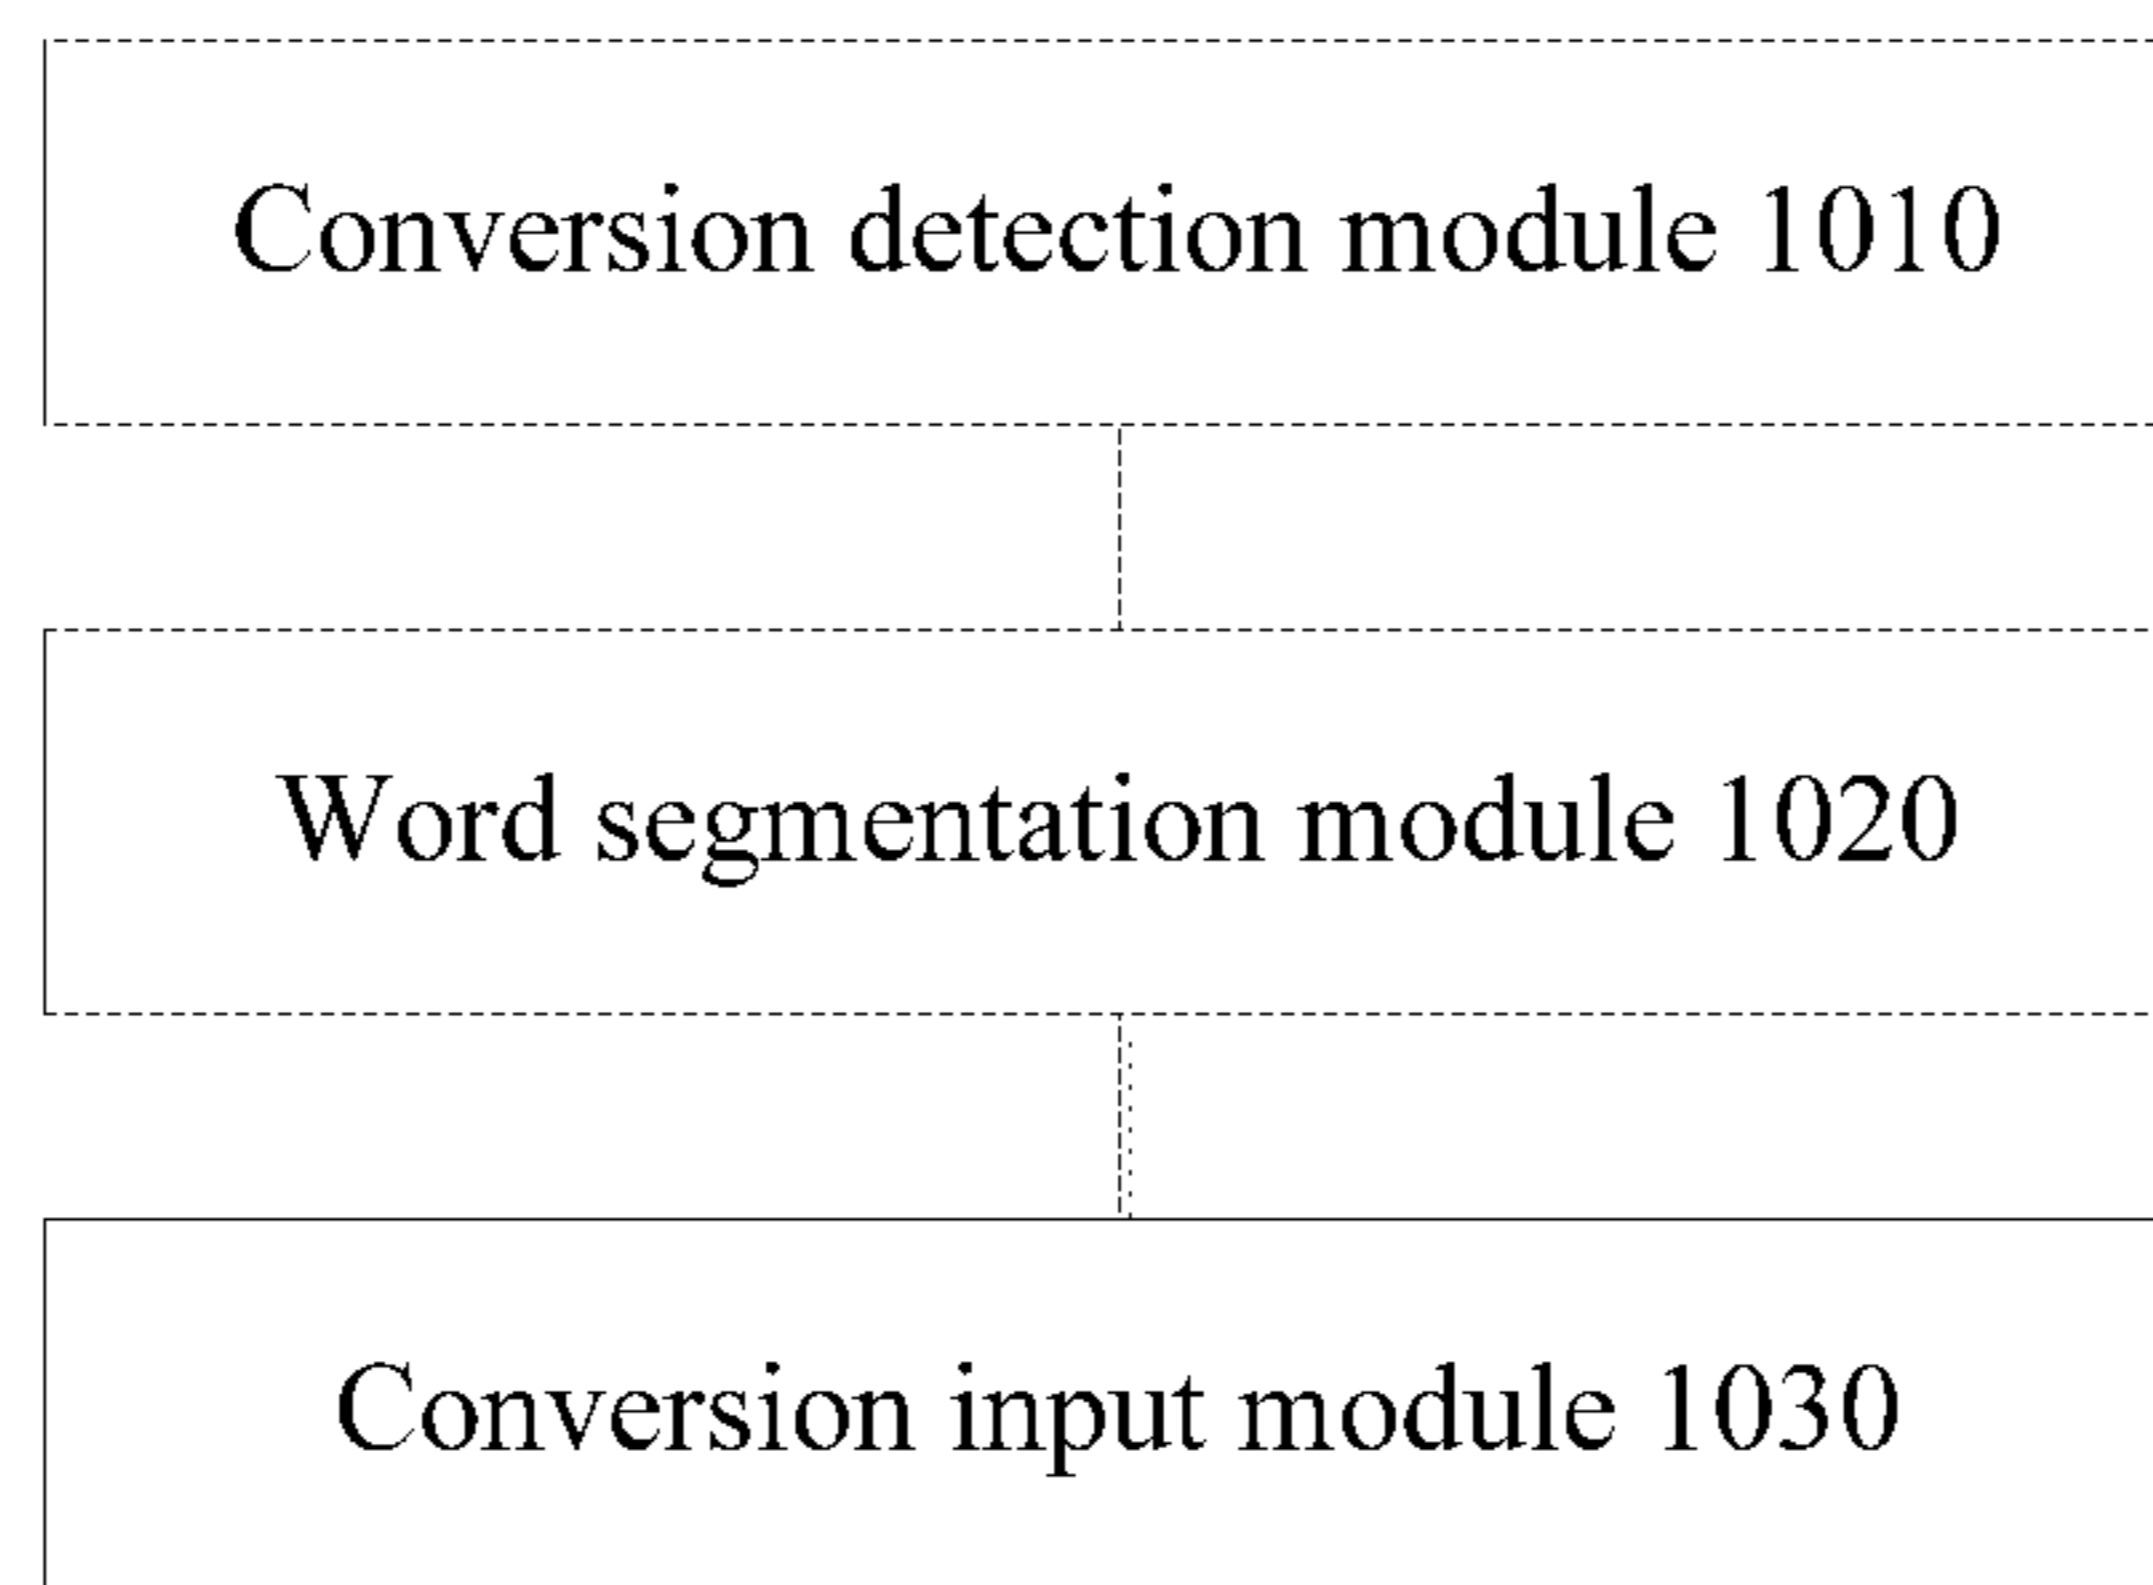 Conversion detection module 1010
Word segmentation module 1020
Conversion input module 1030